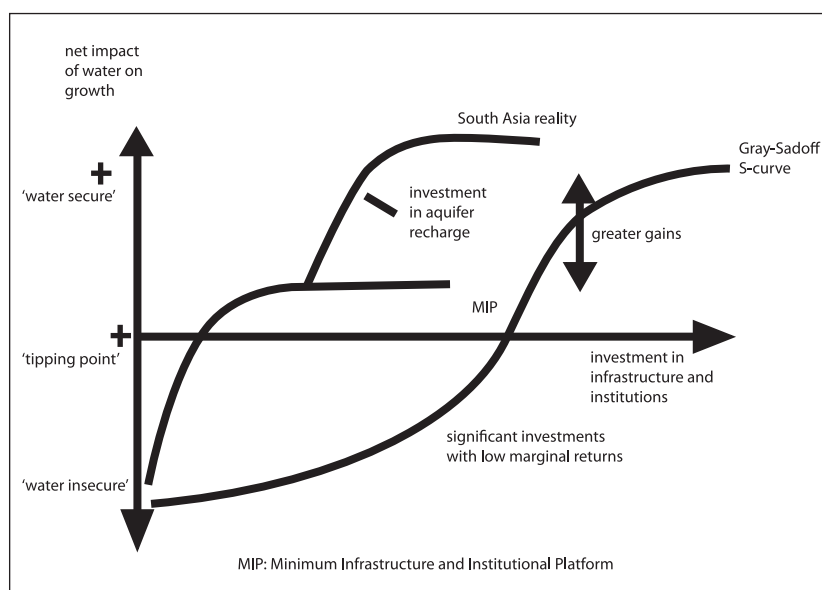 net impact
of water on
growth
South Asia reality
Gray-Sadoff
S-curve
+
'water secure'
investment
in aquifer
recharge
greater gains
MIP
+
'tipping point'
investment in
infrastructure and
institutions
significant investments
with low marginal returns
'water insecure'
MIP: Minimum Infrastructure and Institutional Platform